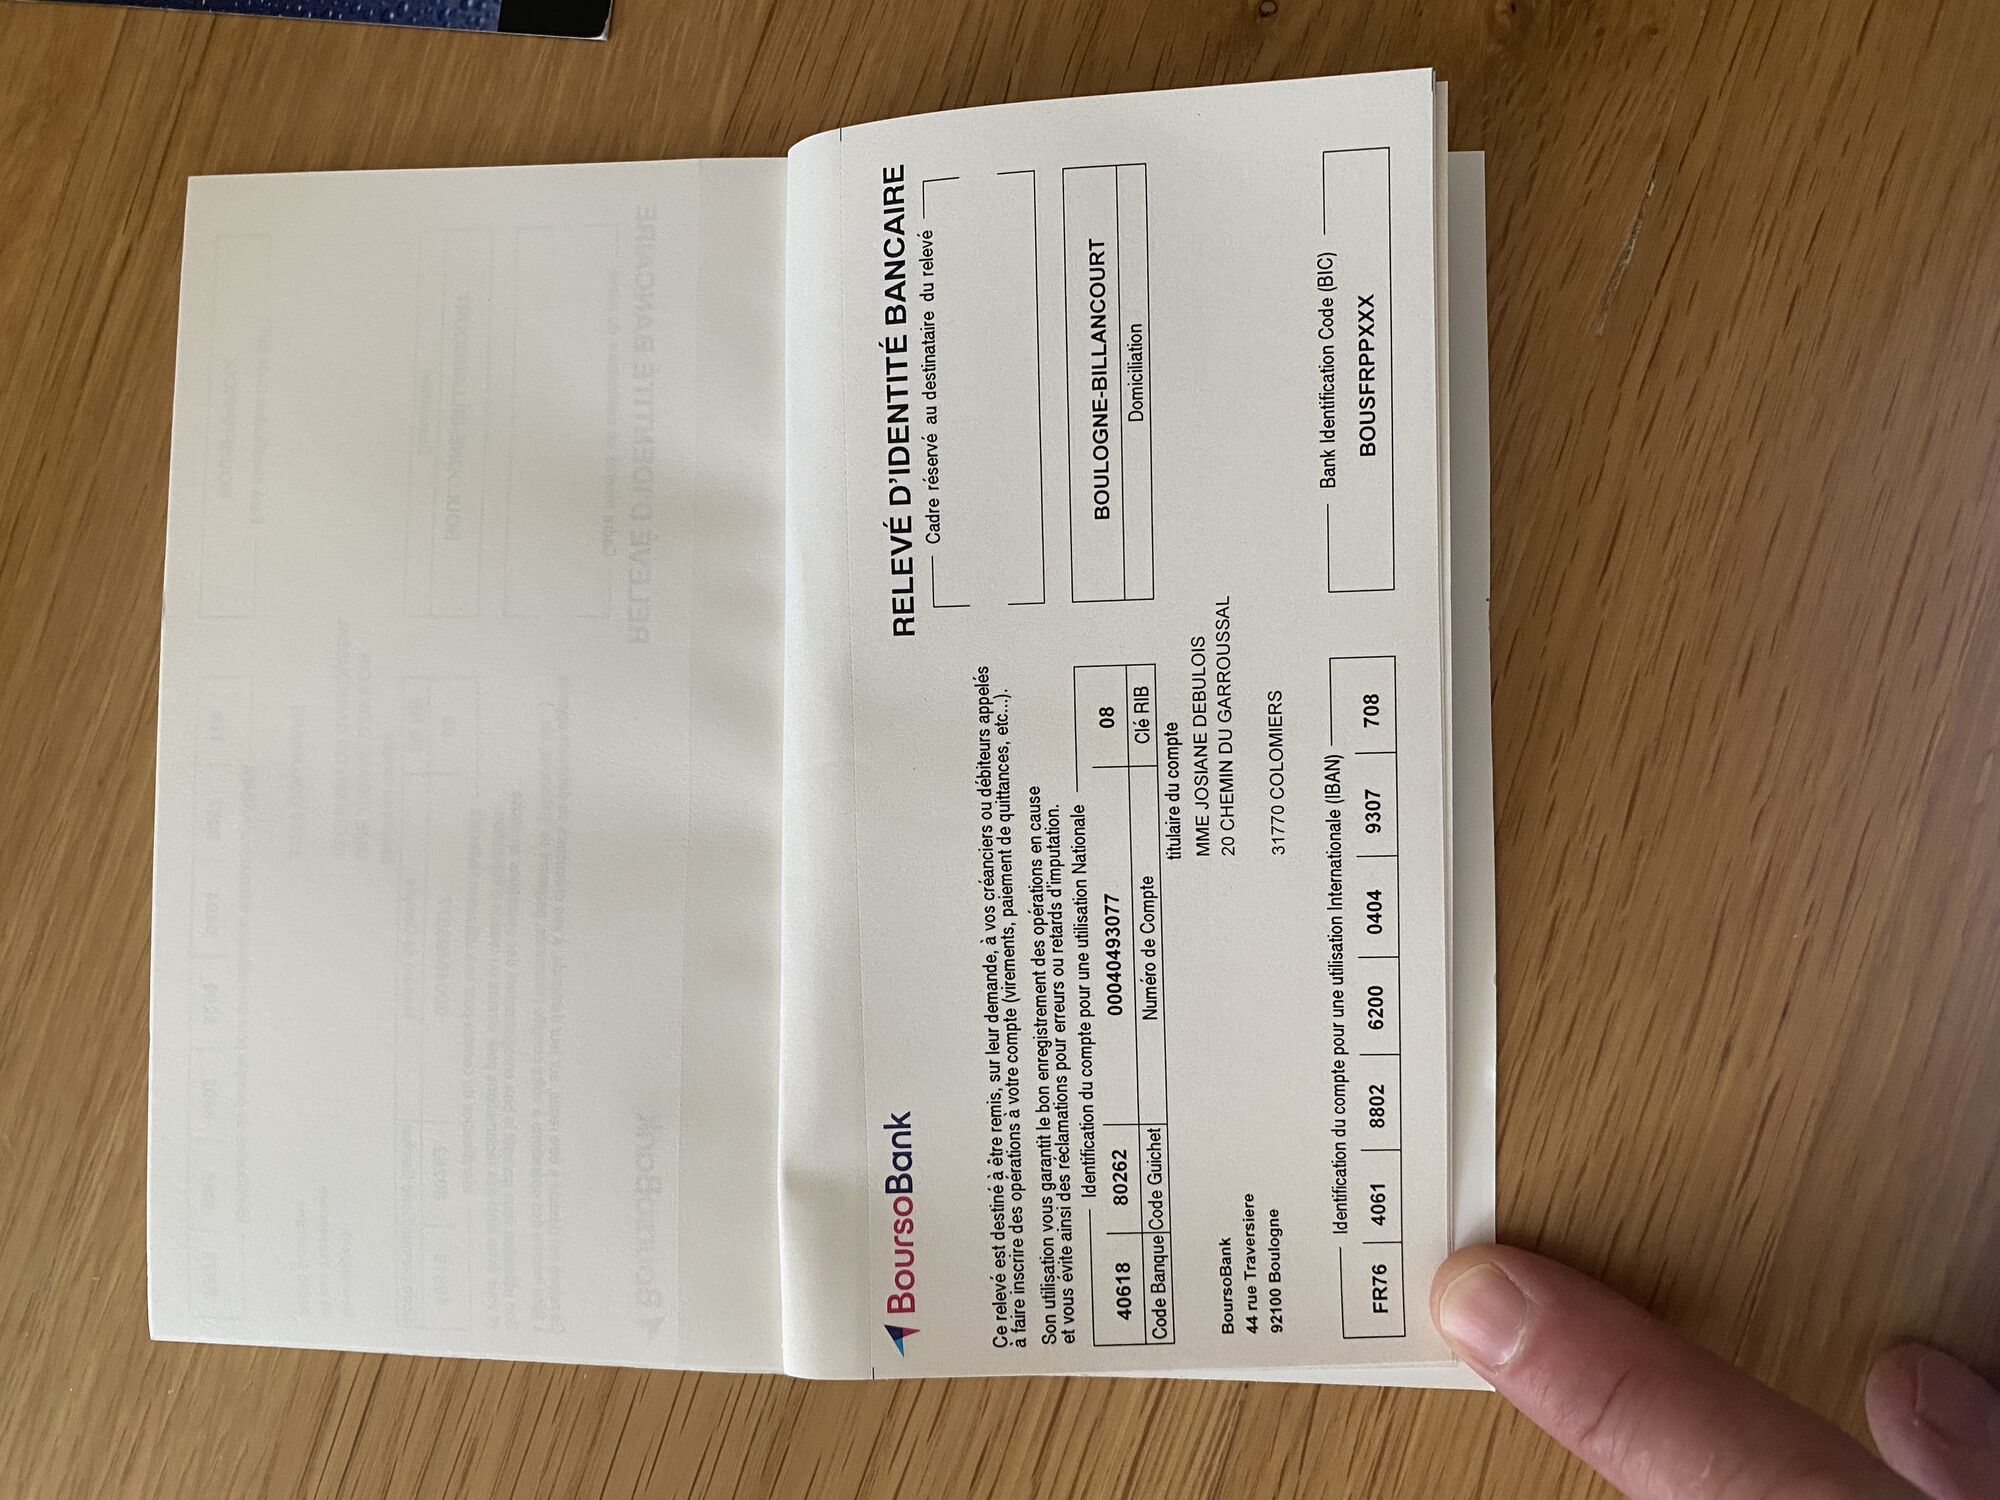 BoursoBank
RELEVÉ D'IDENTITÉ BANCAIRE
Cadre réservé au destinataire du relevé
Ce relevé est destiné à être remis, sur leur demande, à vos créanciers ou débiteurs appelés
à faire inscrire des opérations à votre compte (virements, paiement de quittances, etc...).
Son utilisation vous garantit le bon enregistrement des opérations en cause
et vous évite ainsi des réclamations pour erreurs ou retards d'imputation.
Identification du compte pour une utilisation Nationale
40618 80262 00040493077 08
Code Banque Code Guichet Numéro de Compte Clé RIB
BOULOGNE-BILLANCOURT
Domiciliation
titulaire du compte
MME JOSIANE DEBULOIS
20 CHEMIN DU GARROUSSAL
31770 COLOMIERS
BoursoBank
44 rue Traversiere
92100 Boulogne
Identification du compte pour une utilisation Internationale (IBAN)
FR76 4061 8802 6200 0404 9307 708
Bank Identification Code (BIC)
BOUSFRPPXXX